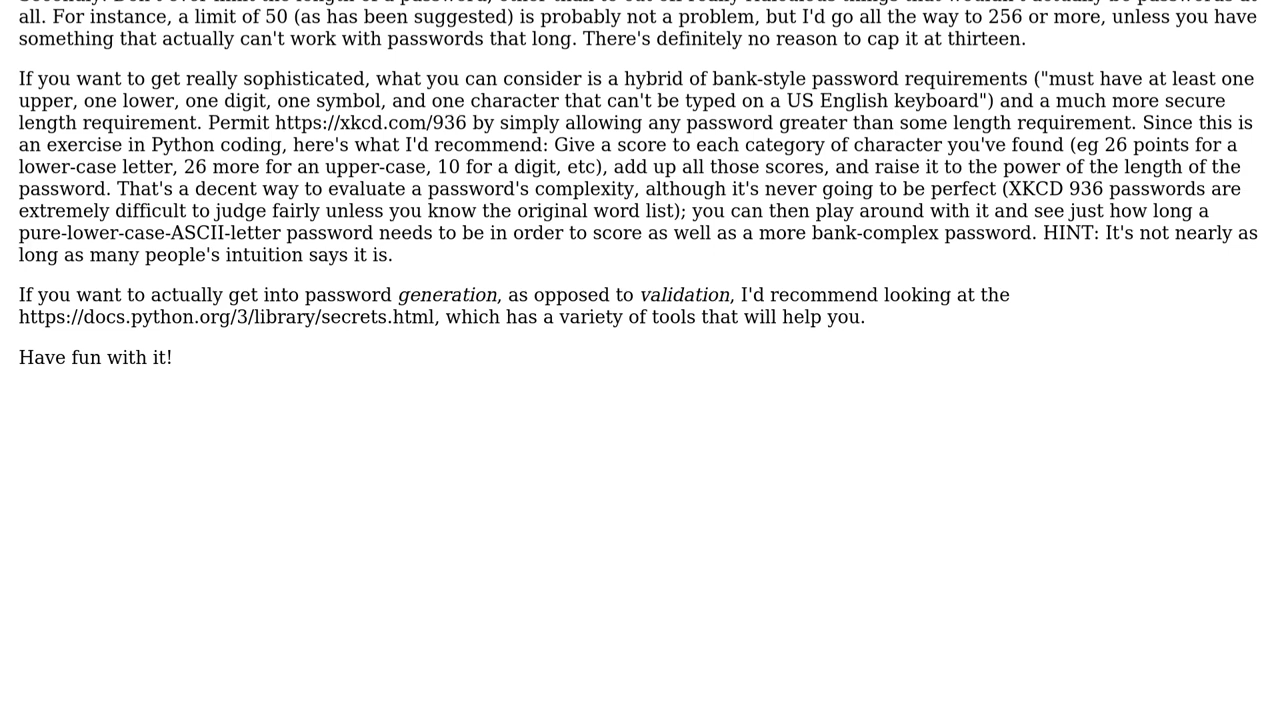 all. For instance, a limit of 50 (as has been suggested) is probably not a problem, but I'd go all the way to 256 or more, unless you have
something that actually can't work with passwords that long. There's definitely no reason to cap it at thirteen.
If you want to get really sophisticated, what you can consider is a hybrid of bank-style password requirements ("must have at least one
upper, one lower, one digit, one symbol, and one character that can't be typed on a US English keyboard") and a much more secure
length requirement. Permit https://xkcd.com/936 by simply allowing any password greater than some length requirement. Since this is
an exercise in Python coding, here's what I'd recommend: Give a score to each category of character you've found (eg 26 points for a
lower-case letter, 26 more for an upper-case, 10 for a digit, etc), add up all those scores, and raise it to the power of the length of the
password. That's a decent way to evaluate a password's complexity, although it's never going to be perfect (XKCD 936 passwords are
extremely difficult to judge fairly unless you know the original word list); you can then play around with it and see just how long a
pure-lower-case-ASCII-letter password needs to be in order to score as well as a more bank-complex password. HINT: It's not nearly as
long as many people's intuition says it is.
If you want to actually get into password generation, as opposed to validation, I'd recommend looking at the
https://docs.python.org/3/library/secrets.html, which has a variety of tools that will help you.
Have fun with it!